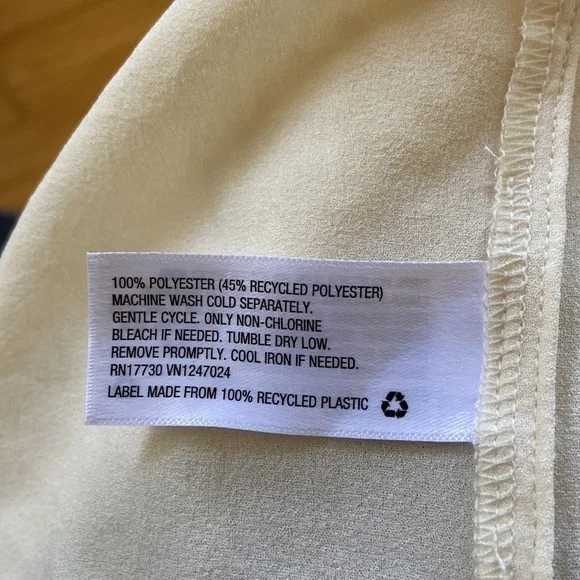 100% POLYESTER (45% RECYCLED POLYESTER)
MACHINE WASH COLD SEPARATELY.
GENTLE CYCLE. ONLY NON-CHLORINE
BLEACH IF NEEDED. TUMBLE DRY LOW.
REMOVE PROMPTLY. COOL IRON IF NEEDED.
RN17730 VN1247024
LABEL MADE FROM 100% RECYCLED PLASTIC